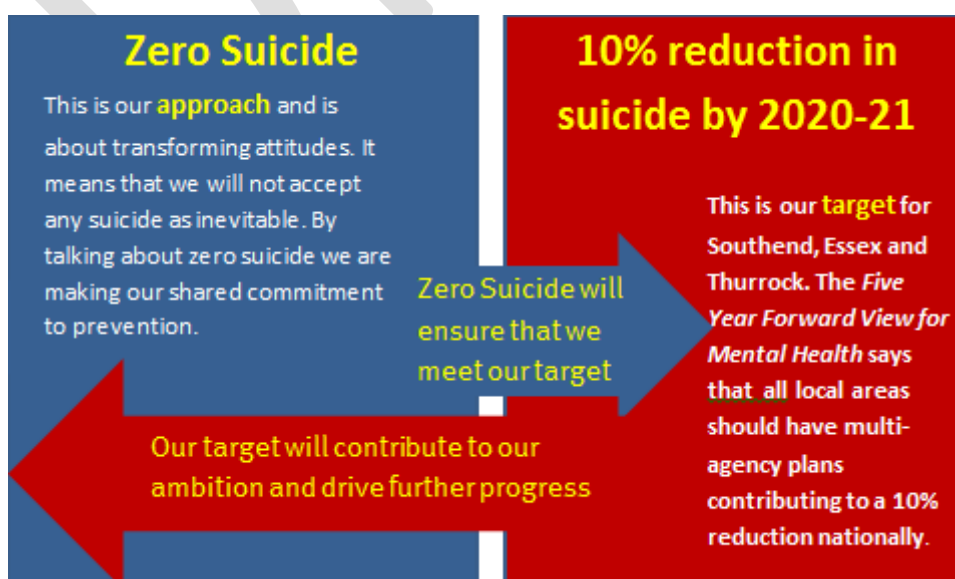 Zero Suicide
This is our approach and is
about transforming attitudes. It
means that we will not accept
any suicide as inevitable. By
talking about zero suicide we are
making our shared commitment
to prevention.
10% reduction in
suicide by 2020-21
This is our target for
Southend, Essex and
Thurrock. The Five
Year Forward View for
Mental Health says
that all local areas
should have multi-
agency plans
contributing to a 10%
reduction nationally.
Zero Suicide will
ensure that we
meet our target
Our target will contribute to our
ambition and drive further progress